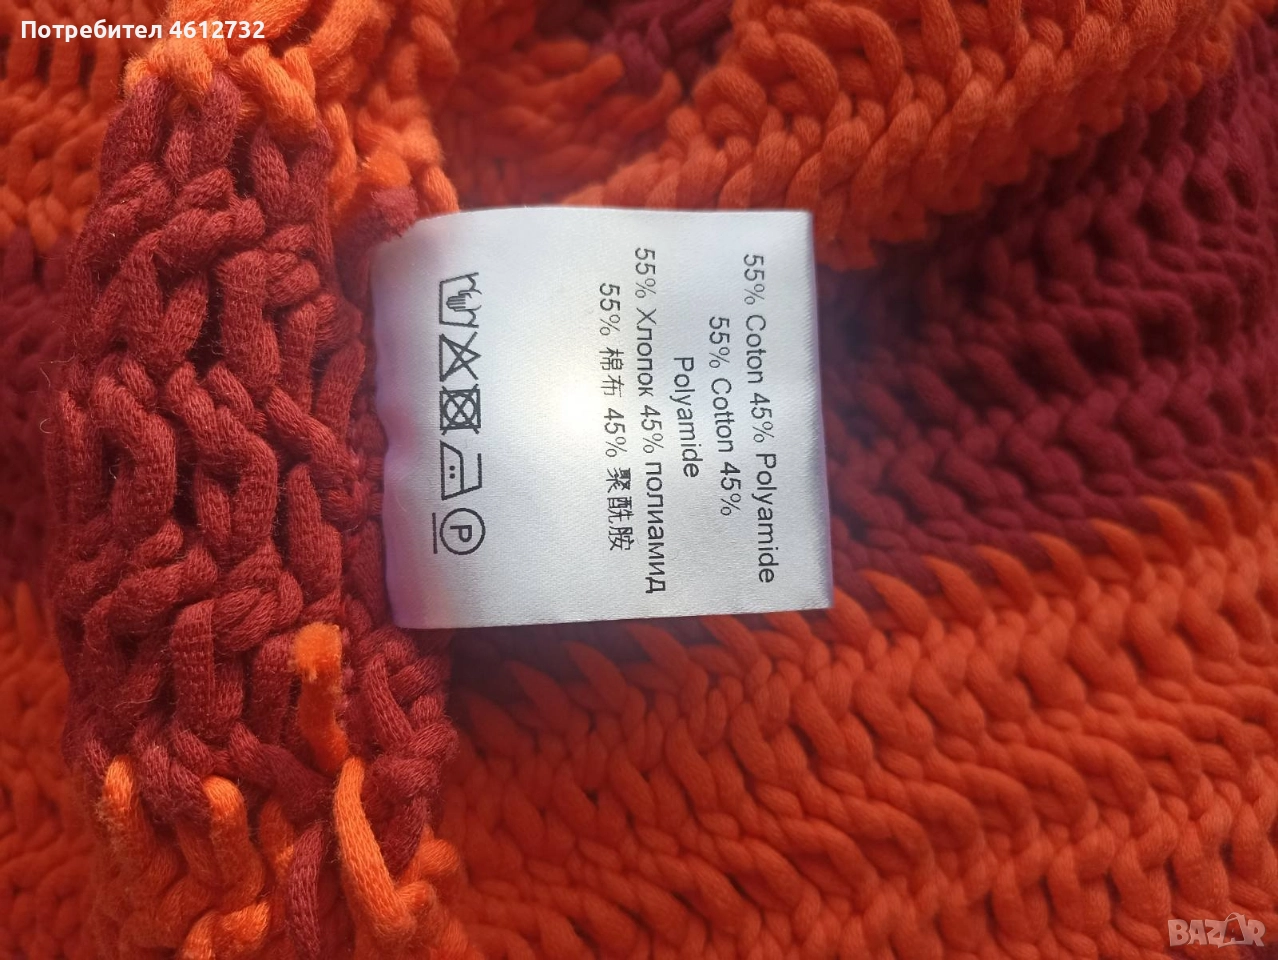 Потребител 4612732
55% Coton 45% Polyamide
55% Cotton 45%
Polyamide
55% Хлопок 45% полиамид
55% 棉布 45% 聚酰胺
P
BAZAR